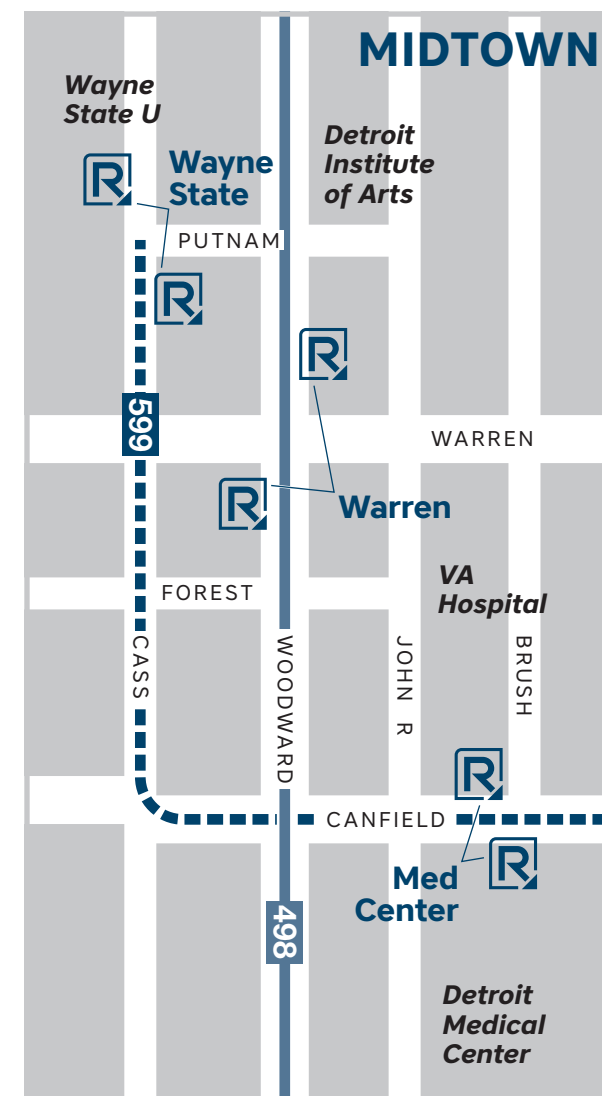 MIDTOWN
Wayne
State U
Detroit
Institute
of Arts
R
Wayne
State
PUTNAM
R
R
599
WARREN
R
Warren
VA
Hospital
FOREST
CASS
WOODWARD
JOHN R
BRUSH
R
CANFIELD
R
Med
Center
498
Detroit
Medical
Center